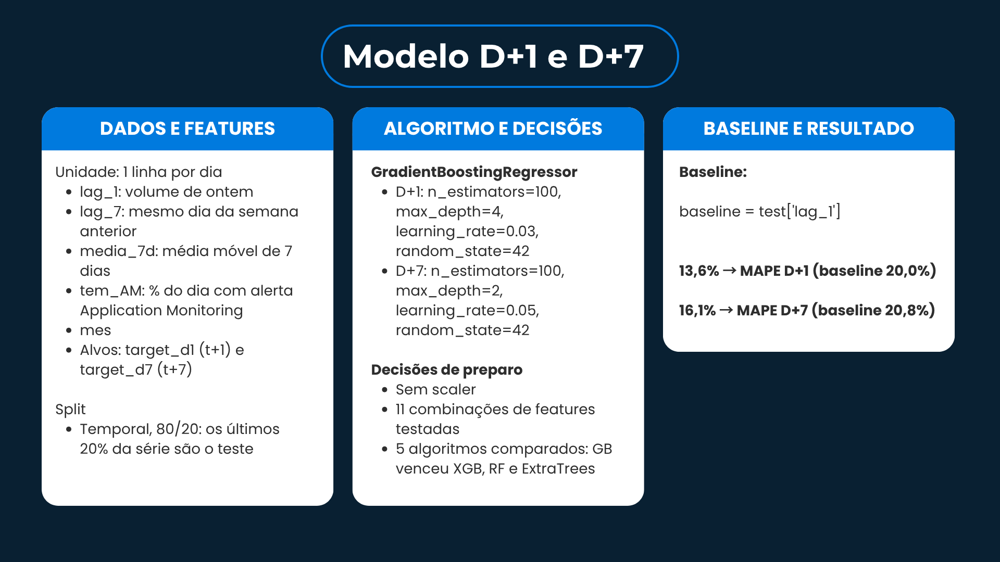 Modelo D+1 e D+7
DADOS E FEATURES
Unidade: 1 linha por dia
• lag_1: volume de ontem
• lag_7: mesmo dia da semana
anterior
• media_7d: média móvel de 7
dias
• tem_AM: % do dia com alerta
Application Monitoring
• mes
• Alvos: target_d1 (t+1) e
target_d7 (t+7)
Split
• Temporal, 80/20: os últimos
20% da série são o teste
ALGORITMO E DECISÕES
GradientBoostingRegressor
• D+1: n_estimators=100,
max_depth=4,
learning_rate=0.03,
random_state=42
• D+7: n_estimators=100,
max_depth=2,
learning_rate=0.05,
random_state=42
Decisões de preparo
• Sem scaler
• 11 combinações de features
testadas
• 5 algoritmos comparados: GB
venceu XGB, RF e ExtraTrees
BASELINE E RESULTADO
Baseline:
baseline = test['lag_1']
13,6% → MAPE D+1 (baseline 20,0%)
16,1% → MAPE D+7 (baseline 20,8%)